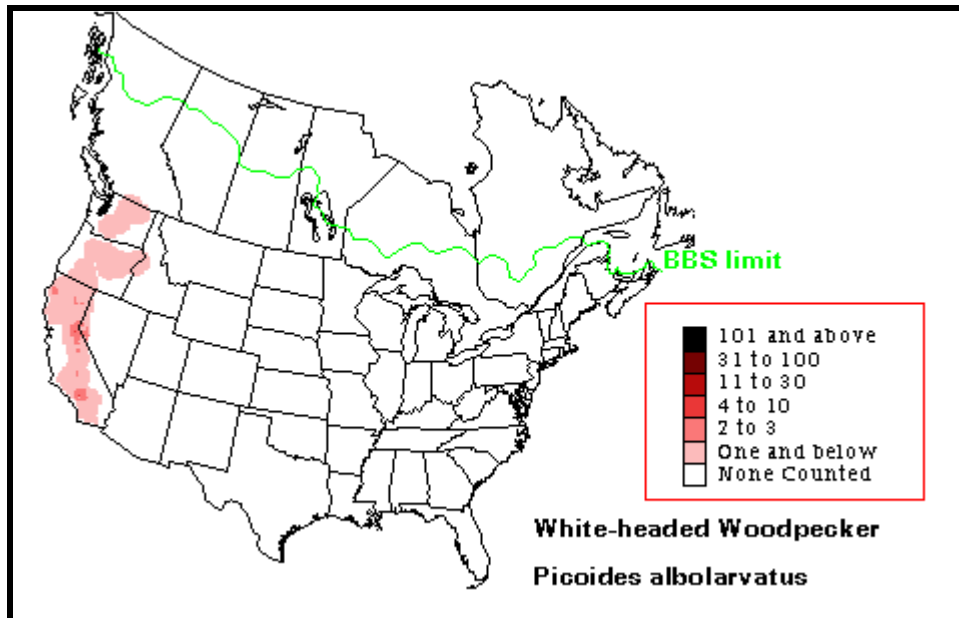 BBS limit
101 and above
31 to 100
11 to 30
4 to 10
2 to 3
One and below
None Counted
White-headed Woodpecker
Picoides albolarvatus